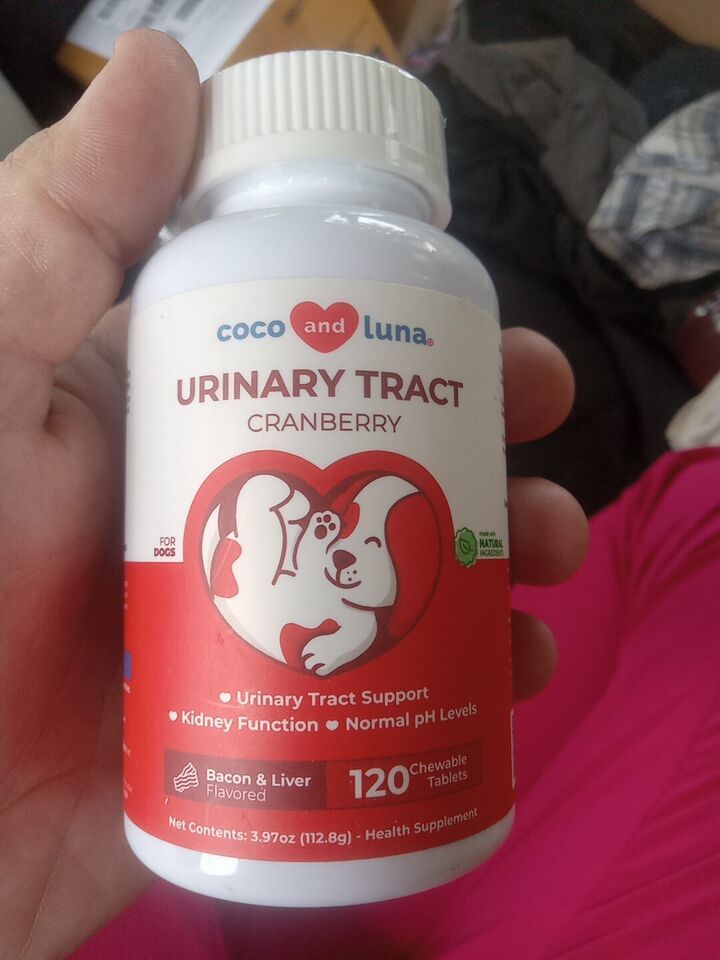 coco and luna®
URINARY TRACT
CRANBERRY
FOR
DOGS
made with
NATURAL
INGREDIENTS
Urinary Tract Support
Kidney Function Normal pH Levels
Bacon & Liver
Flavored
120 Chewable
Tablets
Net Contents: 3.97oz (112.8g) - Health Supplement